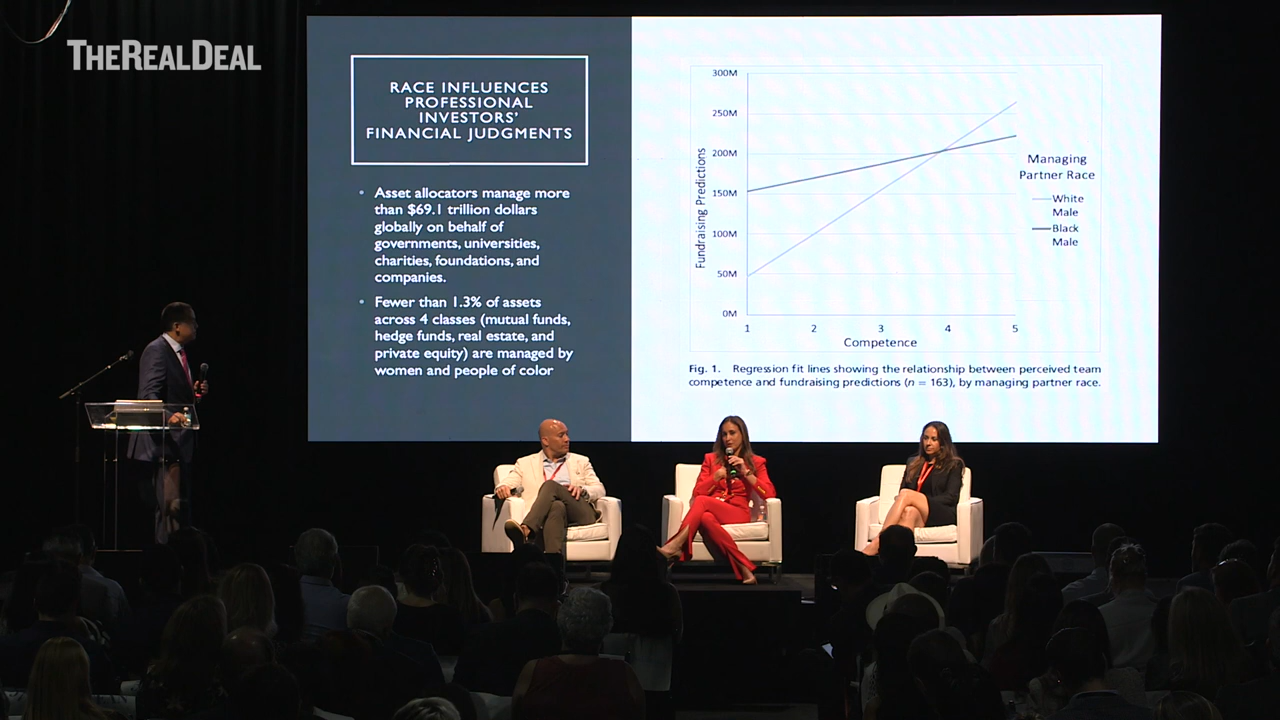 THEREALDEAL
RACE INFLUENCES
PROFESSIONAL
INVESTORS'
FINANCIAL JUDGMENTS
• Asset allocators manage more
than $69.1 trillion dollars
globally on behalf of
governments, universities,
charities, foundations, and
companies.
• Fewer than 1.3% of assets
across 4 classes (mutual funds,
hedge funds, real estate, and
private equity) are managed by
women and people of color
Fundraising Predictions
300M
250M
200M
150M
100M
50M
0M
1 2 3 4 5
Competence
Managing
Partner Race
White
Male
Black
Male
Fig. 1. Regression fit lines showing the relationship between perceived team
competence and fundraising predictions (n = 163), by managing partner race.